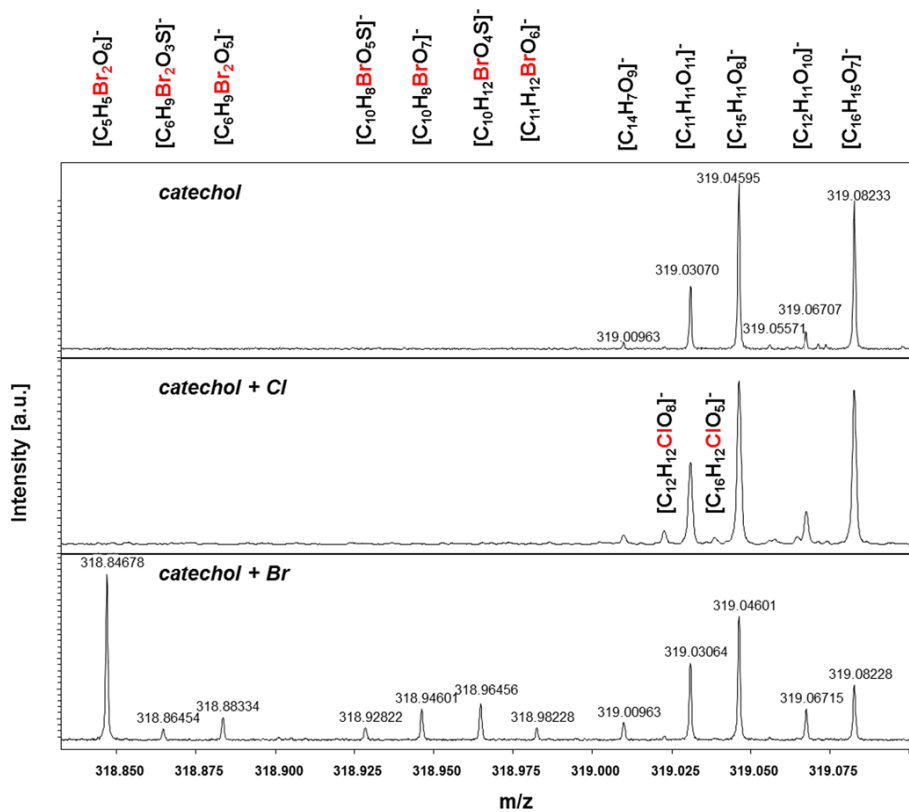 [C₅H₅Br₂O₆]⁻
[C₆H₉Br₂O₃S]⁻
[C₆H₉Br₂O₅]⁻
[C₁₀H₈BrO₅S]⁻
[C₁₀H₈BrO₇]⁻
[C₁₀H₁₂BrO₄S]⁻
[C₁₁H₁₂BrO₆]⁻
[C₁₄H₇O₉]⁻
[C₁₁H₁₁O₁₁]⁻
[C₁₅H₁₁O₈]⁻
[C₁₂H₁₁O₁₀]⁻
[C₁₆H₁₅O₇]⁻
catechol
319.00963
319.03070
319.04595
319.05571
319.06707
319.08233
catechol + Cl
[C₁₂H₁₂ClO₈]⁻
[C₁₆H₁₂ClO₅]⁻
Intensity [a.u.]
catechol + Br
318.84678
318.86454
318.88334
318.92822
318.94601
318.96456
318.98228
319.00963
319.03064
319.04601
319.06715
319.08228
318.850 318.875 318.900 318.925 318.950 318.975 319.000 319.025 319.050 319.075
m/z